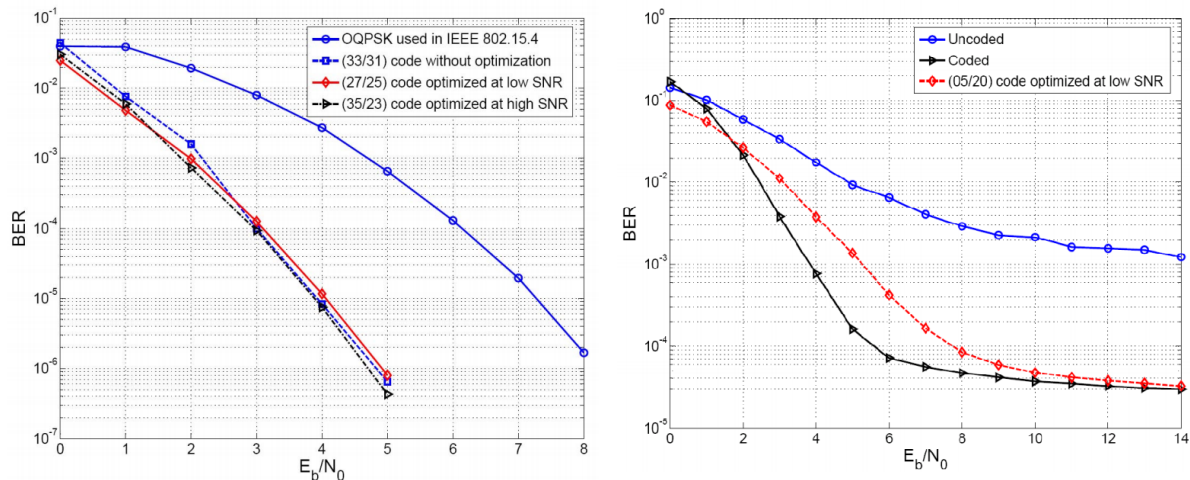 10^-1
10^-2
10^-3
10^-4
10^-5
10^-6
10^-7
BER
OQPSK used in IEEE 802.15.4
(33/31) code without optimization
(27/25) code optimized at low SNR
(35/23) code optimized at high SNR
0 1 2 3 4 5 6 7 8
E_b/N_0
10^0
10^-1
10^-2
10^-3
10^-4
10^-5
BER
Uncoded
Coded
(05/20) code optimized at low SNR
0 2 4 6 8 10 12 14
E_b/N_0